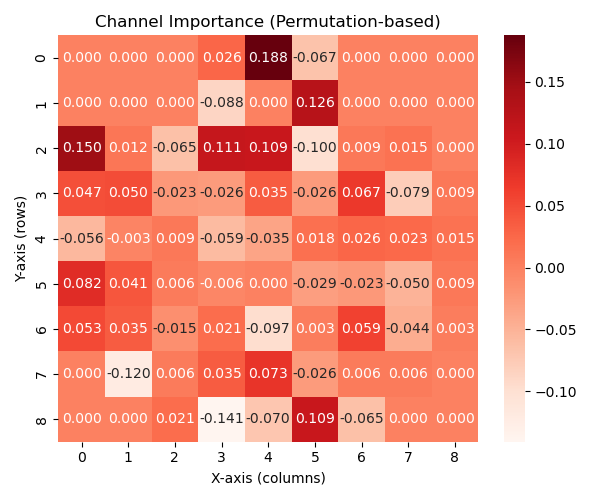 Channel Importance (Permutation-based)
0 0.000 0.000 0.000 0.026 0.188 -0.067 0.000 0.000 0.000
1 0.000 0.000 0.000 -0.088 0.000 0.126 0.000 0.000 0.000
2 0.150 0.012 -0.065 0.111 0.109 -0.100 0.009 0.015 0.000
3 0.047 0.050 -0.023 -0.026 0.035 -0.026 0.067 -0.079 0.009
4 -0.056 -0.003 0.009 -0.059 -0.035 0.018 0.026 0.023 0.015
5 0.082 0.041 0.006 -0.006 0.000 -0.029 -0.023 -0.050 0.009
6 0.053 0.035 -0.015 0.021 -0.097 0.003 0.059 -0.044 0.003
7 0.000 -0.120 0.006 0.035 0.073 -0.026 0.006 0.006 0.000
8 0.000 0.000 0.021 -0.141 -0.070 0.109 -0.065 0.000 0.000
0 1 2 3 4 5 6 7 8
X-axis (columns)
Y-axis (rows)
0.15
0.10
0.05
0.00
−0.05
−0.10